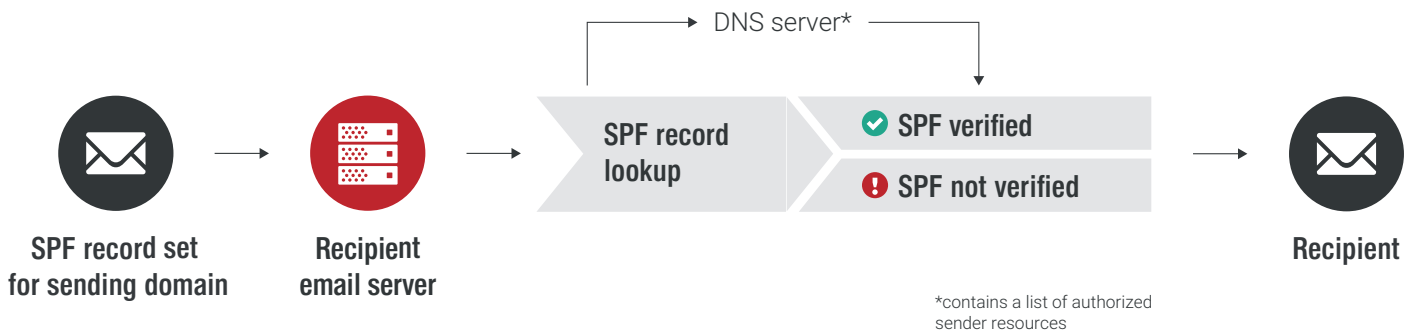 DNS server*
SPF record
lookup
SPF verified
SPF not verified
SPF record set
for sending domain
Recipient
email server
Recipient
*contains a list of authorized
sender resources